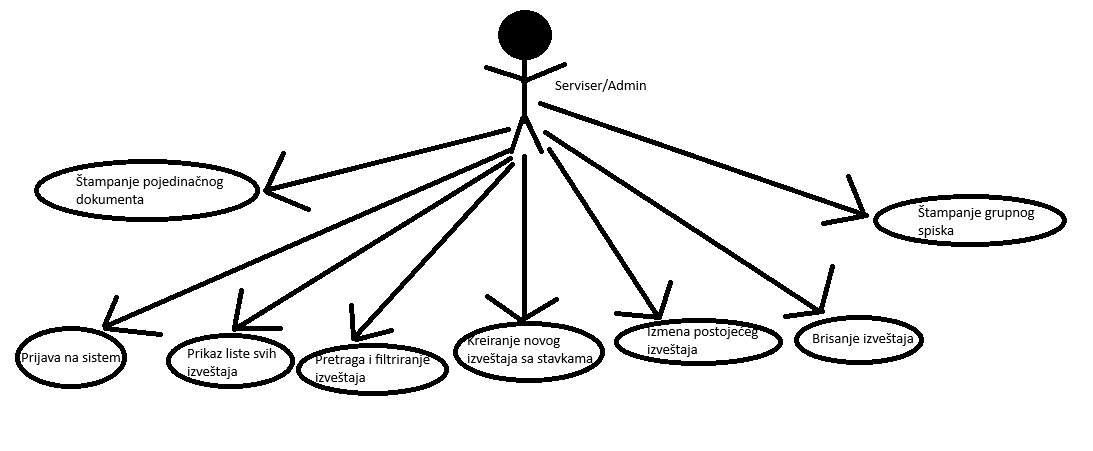 Serviser/Admin
Štampanje pojedinačnog
dokumenta
Štampanje grupnog
spiska
Prijava na sistem
Prikaz liste svih
izveštaja
Pretraga i filtriranje
izveštaja
Kreiranje novog
izveštaja sa stavkama
Izmena postojećeg
izveštaja
Brisanje izveštaja